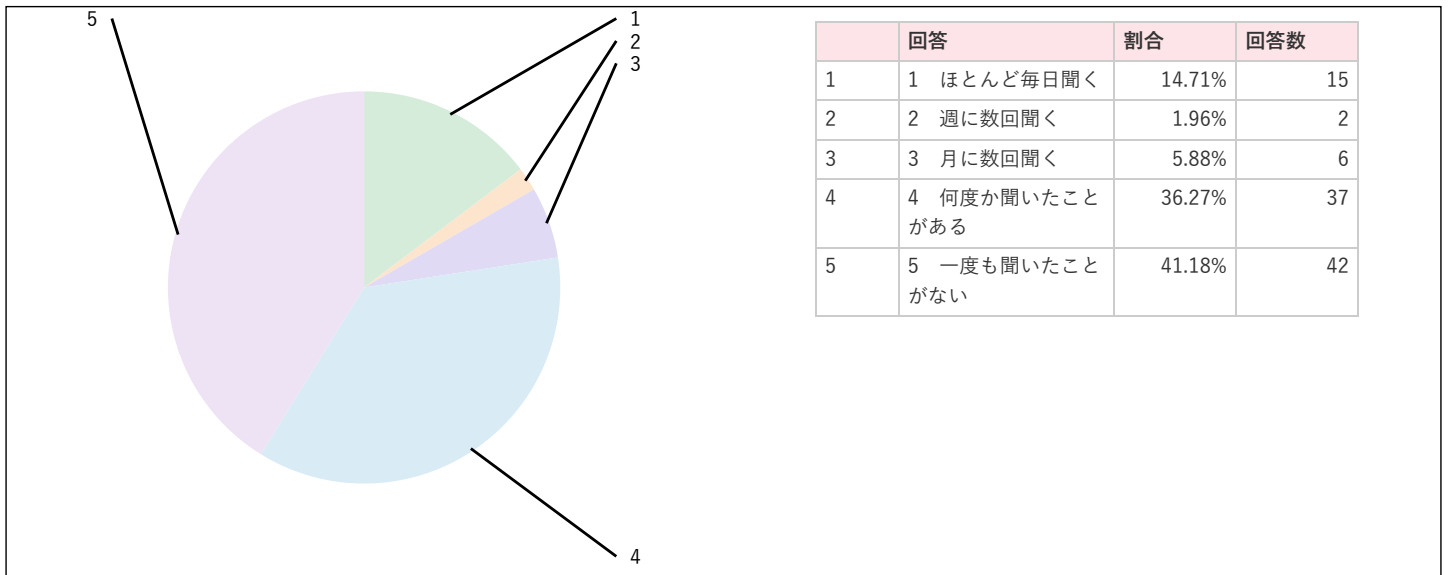 5
1
2
3
4
回答 割合 回答数
1 1　ほとんど毎日聞く 14.71% 15
2 2　週に数回聞く 1.96% 2
3 3　月に数回聞く 5.88% 6
4 4　何度か聞いたこと 36.27% 37
がある
5 5　一度も聞いたこと 41.18% 42
がない